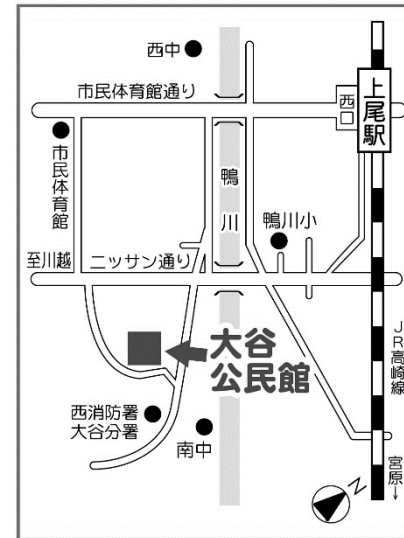 西中
市民体育館通り
西口
上尾駅
市民体育館
鴨川
鴨川小
至川越
ニッサン通り
大谷
公民館
JR高崎線
西消防署
大谷分署
南中
宮原→
N